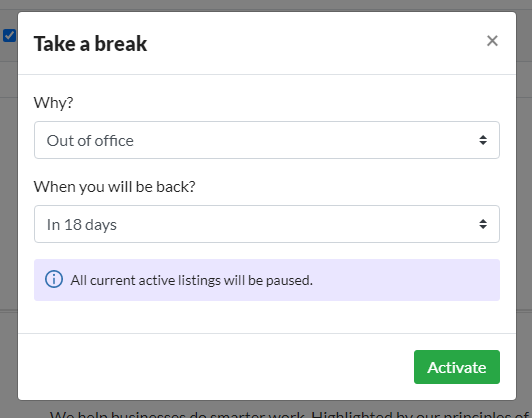 Take a break
×
Why?
Out of office
When you will be back?
In 18 days
All current active listings will be paused.
Activate
We help businesses do smarter work. Highlighted by our principles of